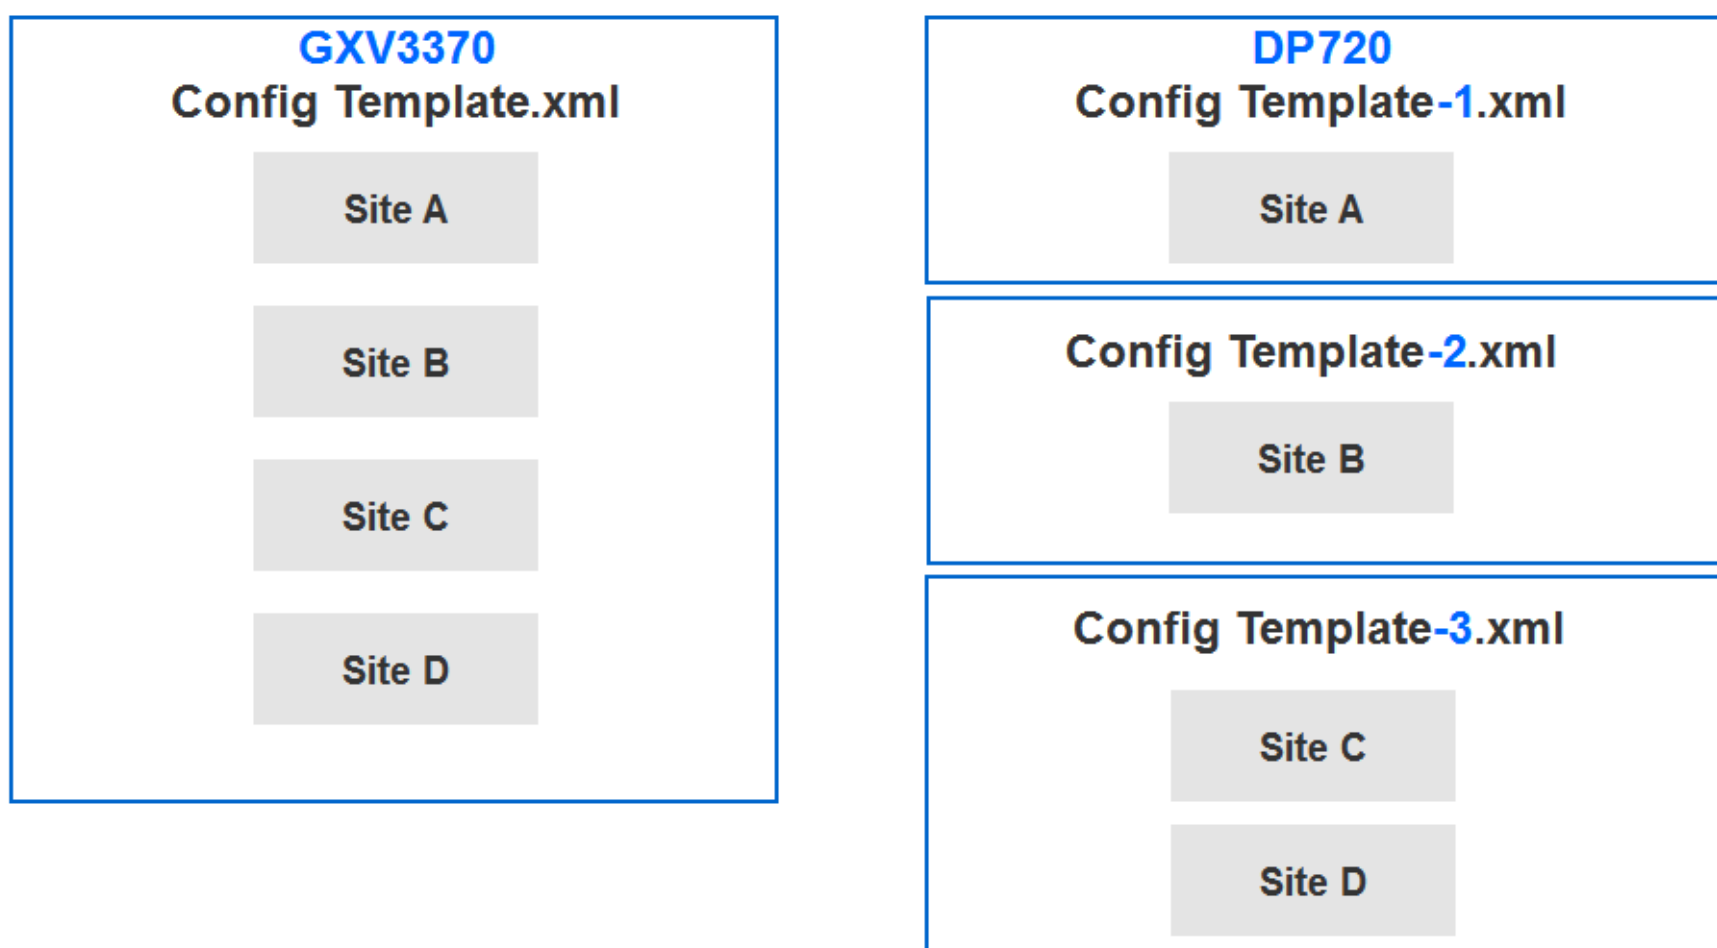 GXV3370
Config Template.xml
Site A
Site B
Site C
Site D
DP720
Config Template-1.xml
Site A
Config Template-2.xml
Site B
Config Template-3.xml
Site C
Site D